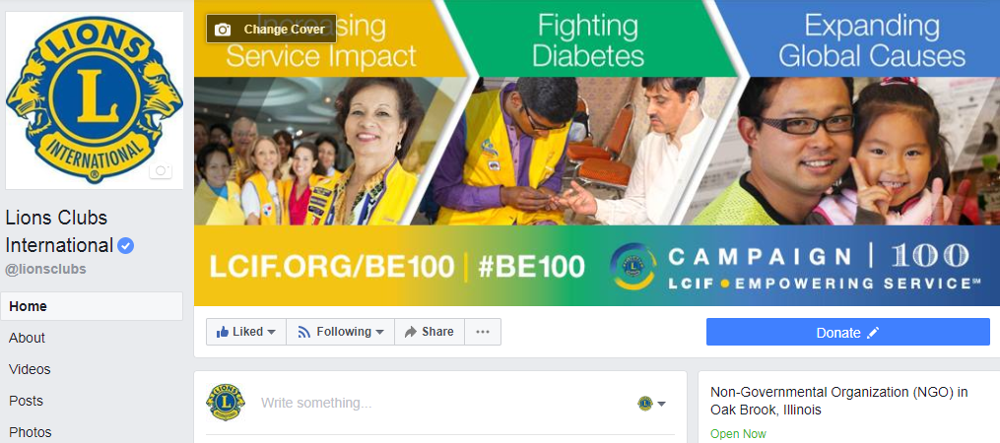 LIONS
L
INTERNATIONAL
®
Lions Clubs
International
@lionsclubs
Home
About
Videos
Posts
Photos
Change Cover
Increasing
Service Impact
Fighting
Diabetes
Expanding
Global Causes
LCIF.ORG/BE100 | #BE100
CAMPAIGN | 100
LCIF • EMPOWERING SERVICE℠
Liked
Following
Share
Donate
LIONS
L
Write something...
Non-Governmental Organization (NGO) in
Oak Brook, Illinois
Open Now